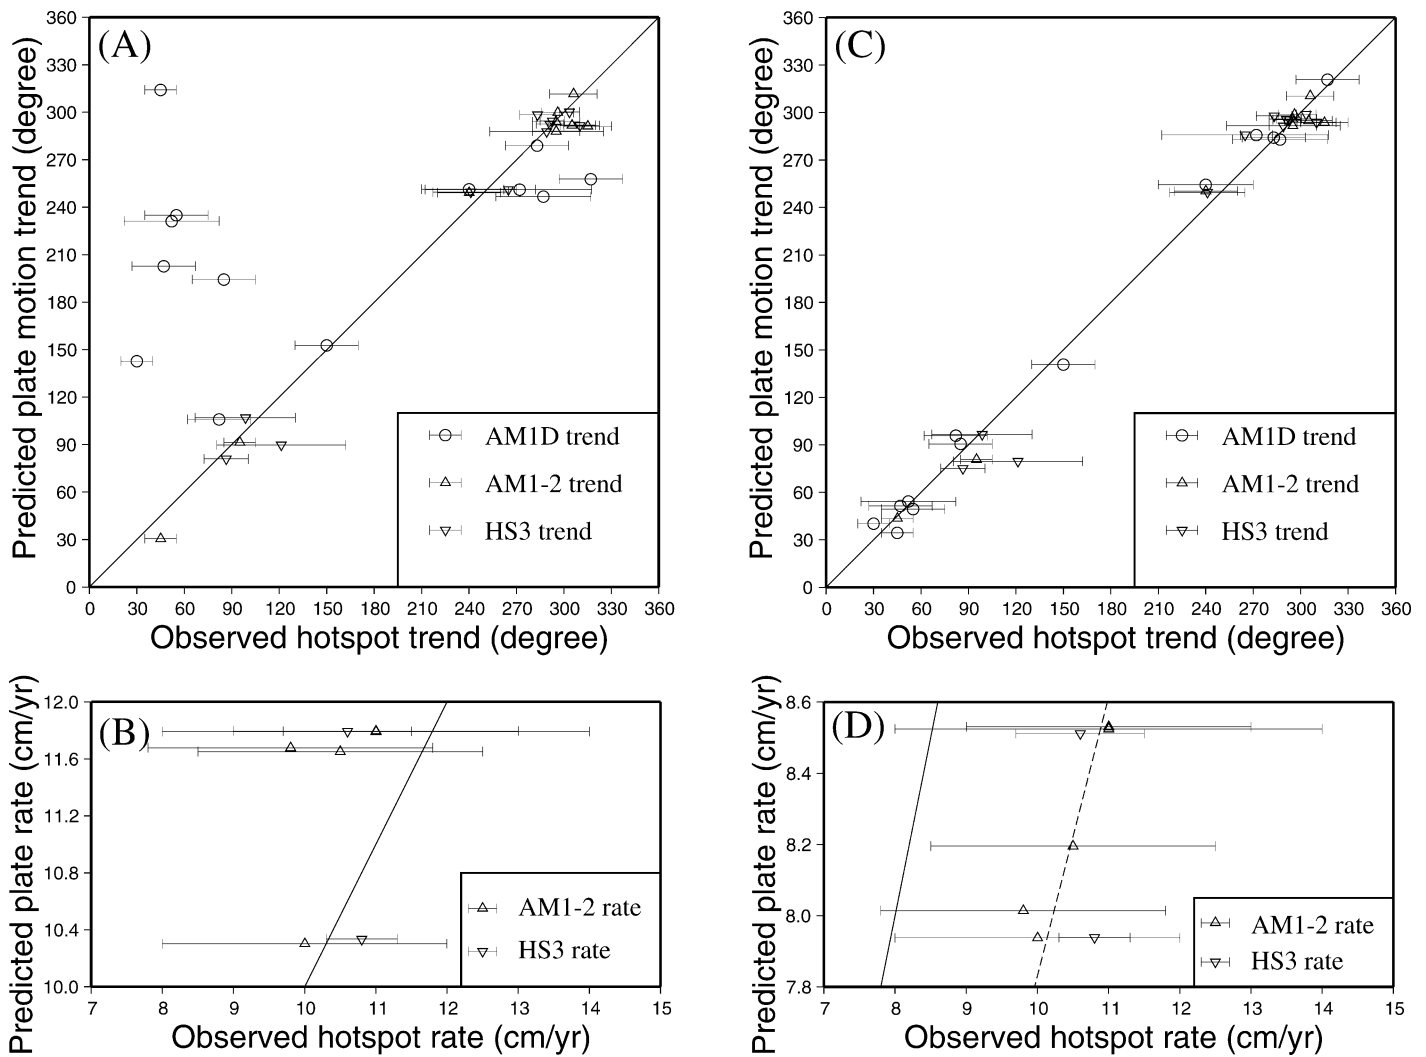 (A)
Predicted plate motion trend (degree)
360
330
300
270
240
210
180
150
120
90
60
30
0
AM1D trend
AM1-2 trend
HS3 trend
0 30 60 90 120 150 180 210 240 270 300 330 360
Observed hotspot trend (degree)
(C)
Predicted plate motion trend (degree)
360
330
300
270
240
210
180
150
120
90
60
30
0
AM1D trend
AM1-2 trend
HS3 trend
0 30 60 90 120 150 180 210 240 270 300 330 360
Observed hotspot trend (degree)
(B)
Predicted plate rate (cm/yr)
12.0
11.6
11.2
10.8
10.4
10.0
AM1-2 rate
HS3 rate
7 8 9 10 11 12 13 14 15
Observed hotspot rate (cm/yr)
(D)
Predicted plate rate (cm/yr)
8.6
8.4
8.2
8.0
7.8
AM1-2 rate
HS3 rate
7 8 9 10 11 12 13 14 15
Observed hotspot rate (cm/yr)